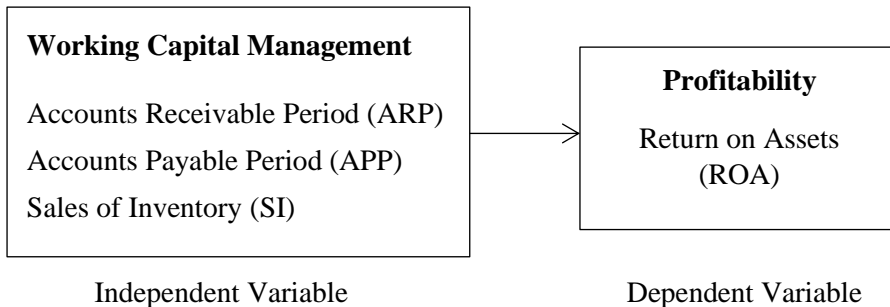 Working Capital Management
Accounts Receivable Period (ARP)
Accounts Payable Period (APP)
Sales of Inventory (SI)
Profitability
Return on Assets
(ROA)
Independent Variable
Dependent Variable